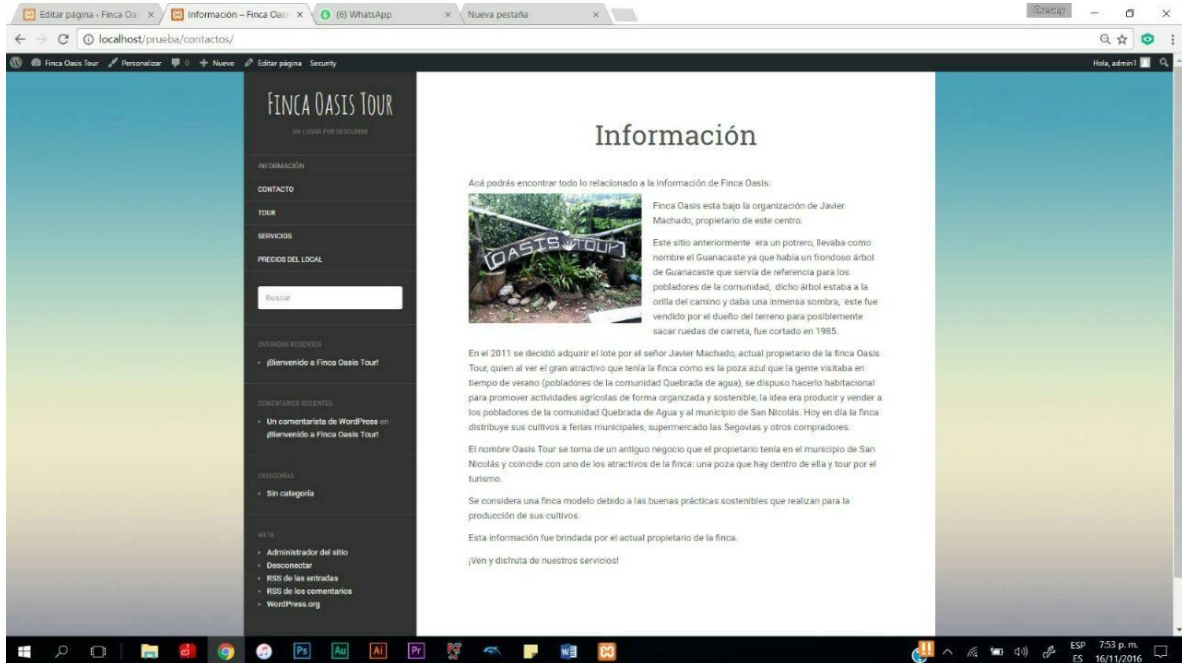 Editar página ‹ Finca Oas
Información – Finca Oasi
(6) WhatsApp
Nueva pestaña
localhost/prueba/contactos/
Finca Oasis Tour
Personalizar
0
Nuevo
Editar página
Security
Hola, admin1
FINCA OASIS TOUR
UN LUGAR POR DESCUBRIR
INFORMACIÓN
CONTACTO
TOUR
SERVICIOS
PRECIOS DEL LOCAL
Buscar
ENTRADAS RECIENTES
¡Bienvenido a Finca Oasis Tour!
COMENTARIOS RECIENTES
Un comentarista de WordPress en
¡Bienvenido a Finca Oasis Tour!
CATEGORÍAS
Sin categoría
META
Administrador del sitio
Desconectar
RSS de las entradas
RSS de los comentarios
WordPress.org
Información
Acá podrás encontrar todo lo relacionado a la información de Finca Oasis.
OASIS TOUR
Finca Oasis esta bajo la organización de Javier
Machado, propietario de este centro.
Este sitio anteriormente era un potrero, llevaba como
nombre el Guanacaste ya que había un frondoso árbol
de Guanacaste que servía de referencia para los
pobladores de la comunidad, dicho árbol estaba a la
orilla del camino y daba una inmensa sombra, este fue
vendido por el dueño del terreno para posiblemente
sacar ruedas de carreta, fue cortado en 1985.
En el 2011 se decidió adquirir el lote por el señor Javier Machado, actual propietario de la finca Oasis
Tour, quien al ver el gran atractivo que tenía la finca como es la poza azul que la gente visitaba en
tiempo de verano (pobladores de la comunidad Quebrada de agua), se dispuso hacerlo habitacional
para promover actividades agrícolas de forma organizada y sostenible, la idea era producir y vender a
los pobladores de la comunidad Quebrada de Agua y al municipio de San Nicolás. Hoy en día la finca
distribuye sus cultivos a ferias municipales, supermercado las Segovias y otros compradores.
El nombre Oasis Tour se toma de un antiguo negocio que el propietario tenía en el municipio de San
Nicolás y coincide con uno de los atractivos de la finca: una poza que hay dentro de ella y tour por el
turismo.
Se considera una finca modelo debido a las buenas prácticas sostenibles que realizan para la
producción de sus cultivos.
Esta información fue brindada por el actual propietario de la finca.
¡Ven y disfruta de nuestros servicios!
Ps
Au
Ai
Pr
ESP
ES
7:53 p. m.
16/11/2016